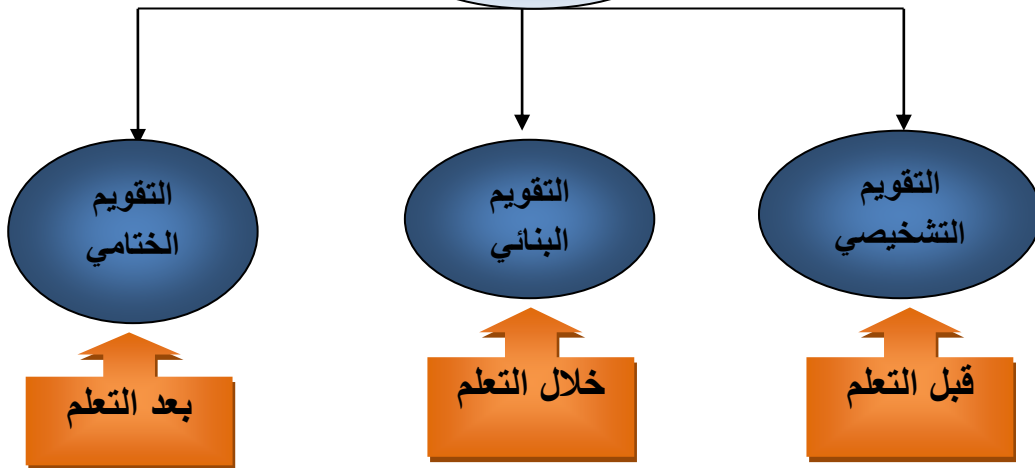 التقويم
التشخيصي
التقويم
البنائي
التقويم
الختامي
قبل التعلم
خلال التعلم
بعد التعلم